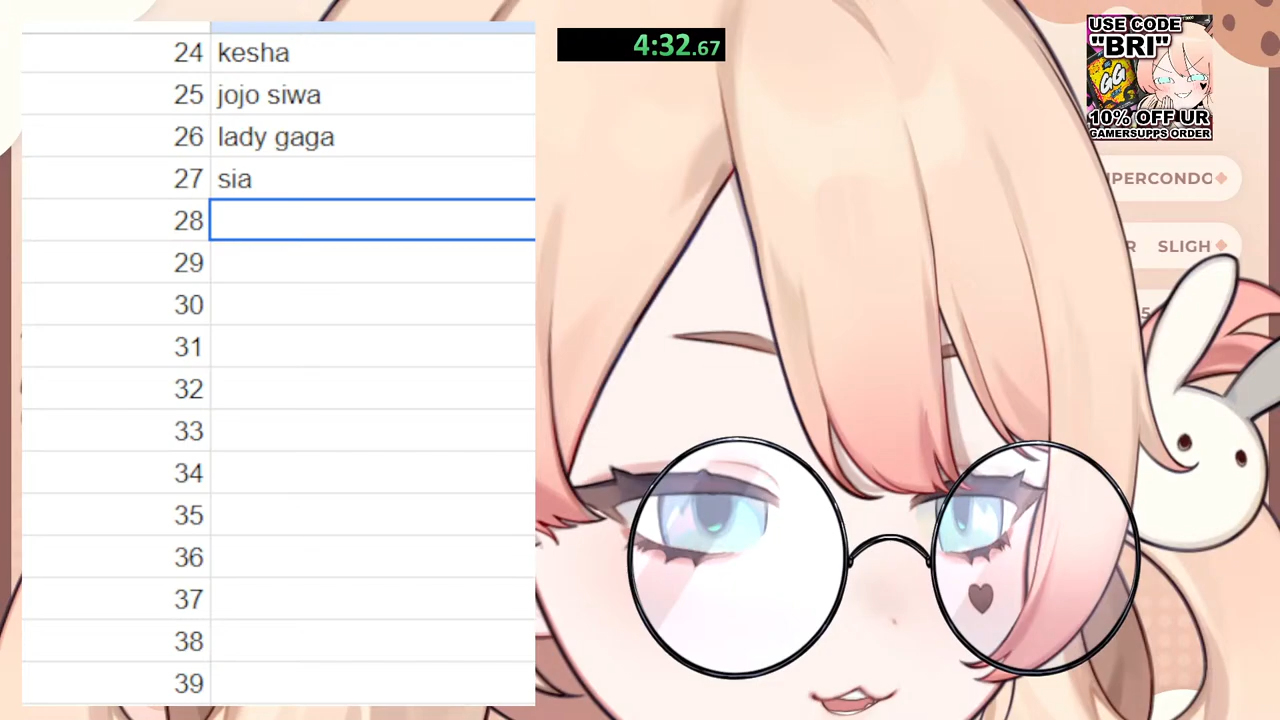 24 kesha
25 jojo siwa
26 lady gaga
27 sia
28
29
30
31
32
33
34
35
36
37
38
39
4:32.67
USE CODE
"BRI"
GG
10% OFF UR
GAMERSUPPS ORDER
SLIGH